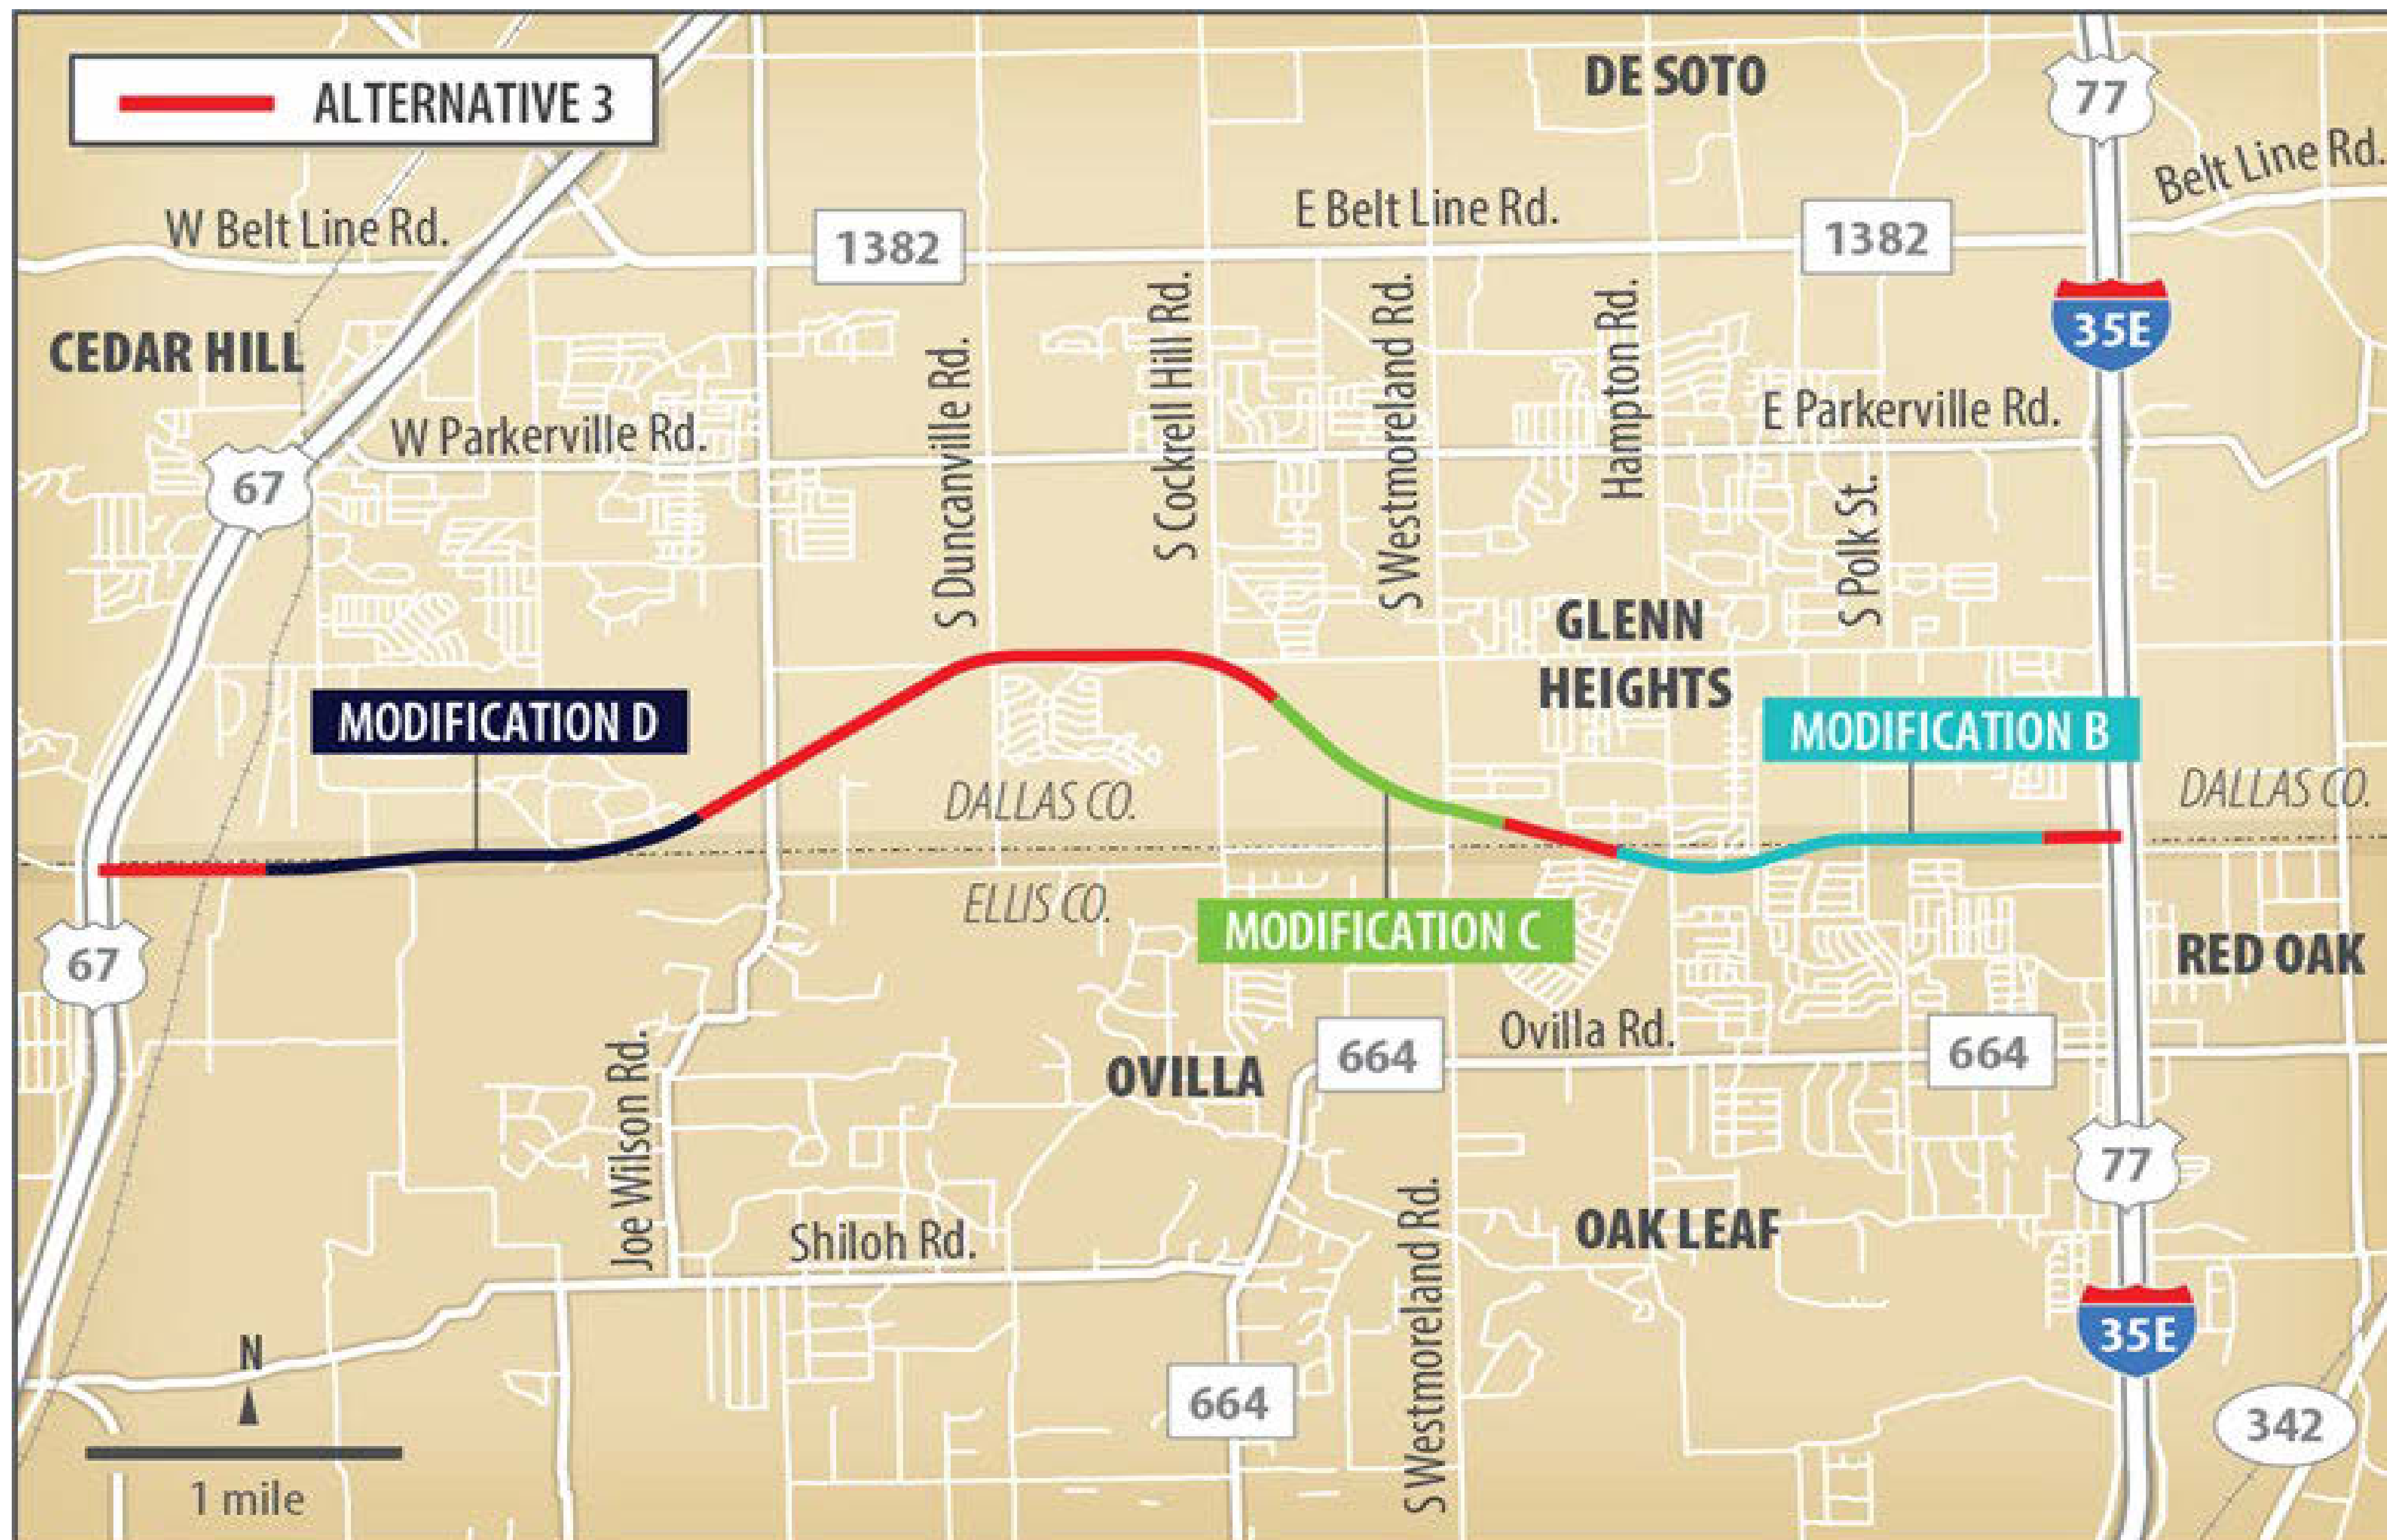 ALTERNATIVE 3
DE SOTO
77
Belt Line Rd.
W Belt Line Rd.
1382
E Belt Line Rd.
1382
35E
CEDAR HILL
W Parkerville Rd.
S Duncanville Rd.
S Cockrell Hill Rd.
S Westmoreland Rd.
Hampton Rd.
E Parkerville Rd.
67
S Polk St.
GLENN
HEIGHTS
MODIFICATION D
MODIFICATION B
DALLAS CO.
DALLAS CO.
ELLIS CO.
MODIFICATION C
67
RED OAK
Ovilla Rd.
664
664
OVILLA
Joe Wilson Rd.
77
Shiloh Rd.
OAK LEAF
S Westmoreland Rd.
35E
N
664
342
1 mile